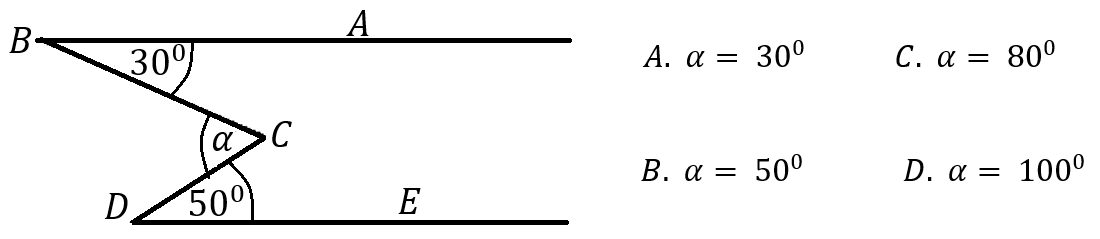 B A
30⁰
α C
D 50⁰ E
A. α = 30⁰ C. α = 80⁰
B. α = 50⁰ D. α = 100⁰